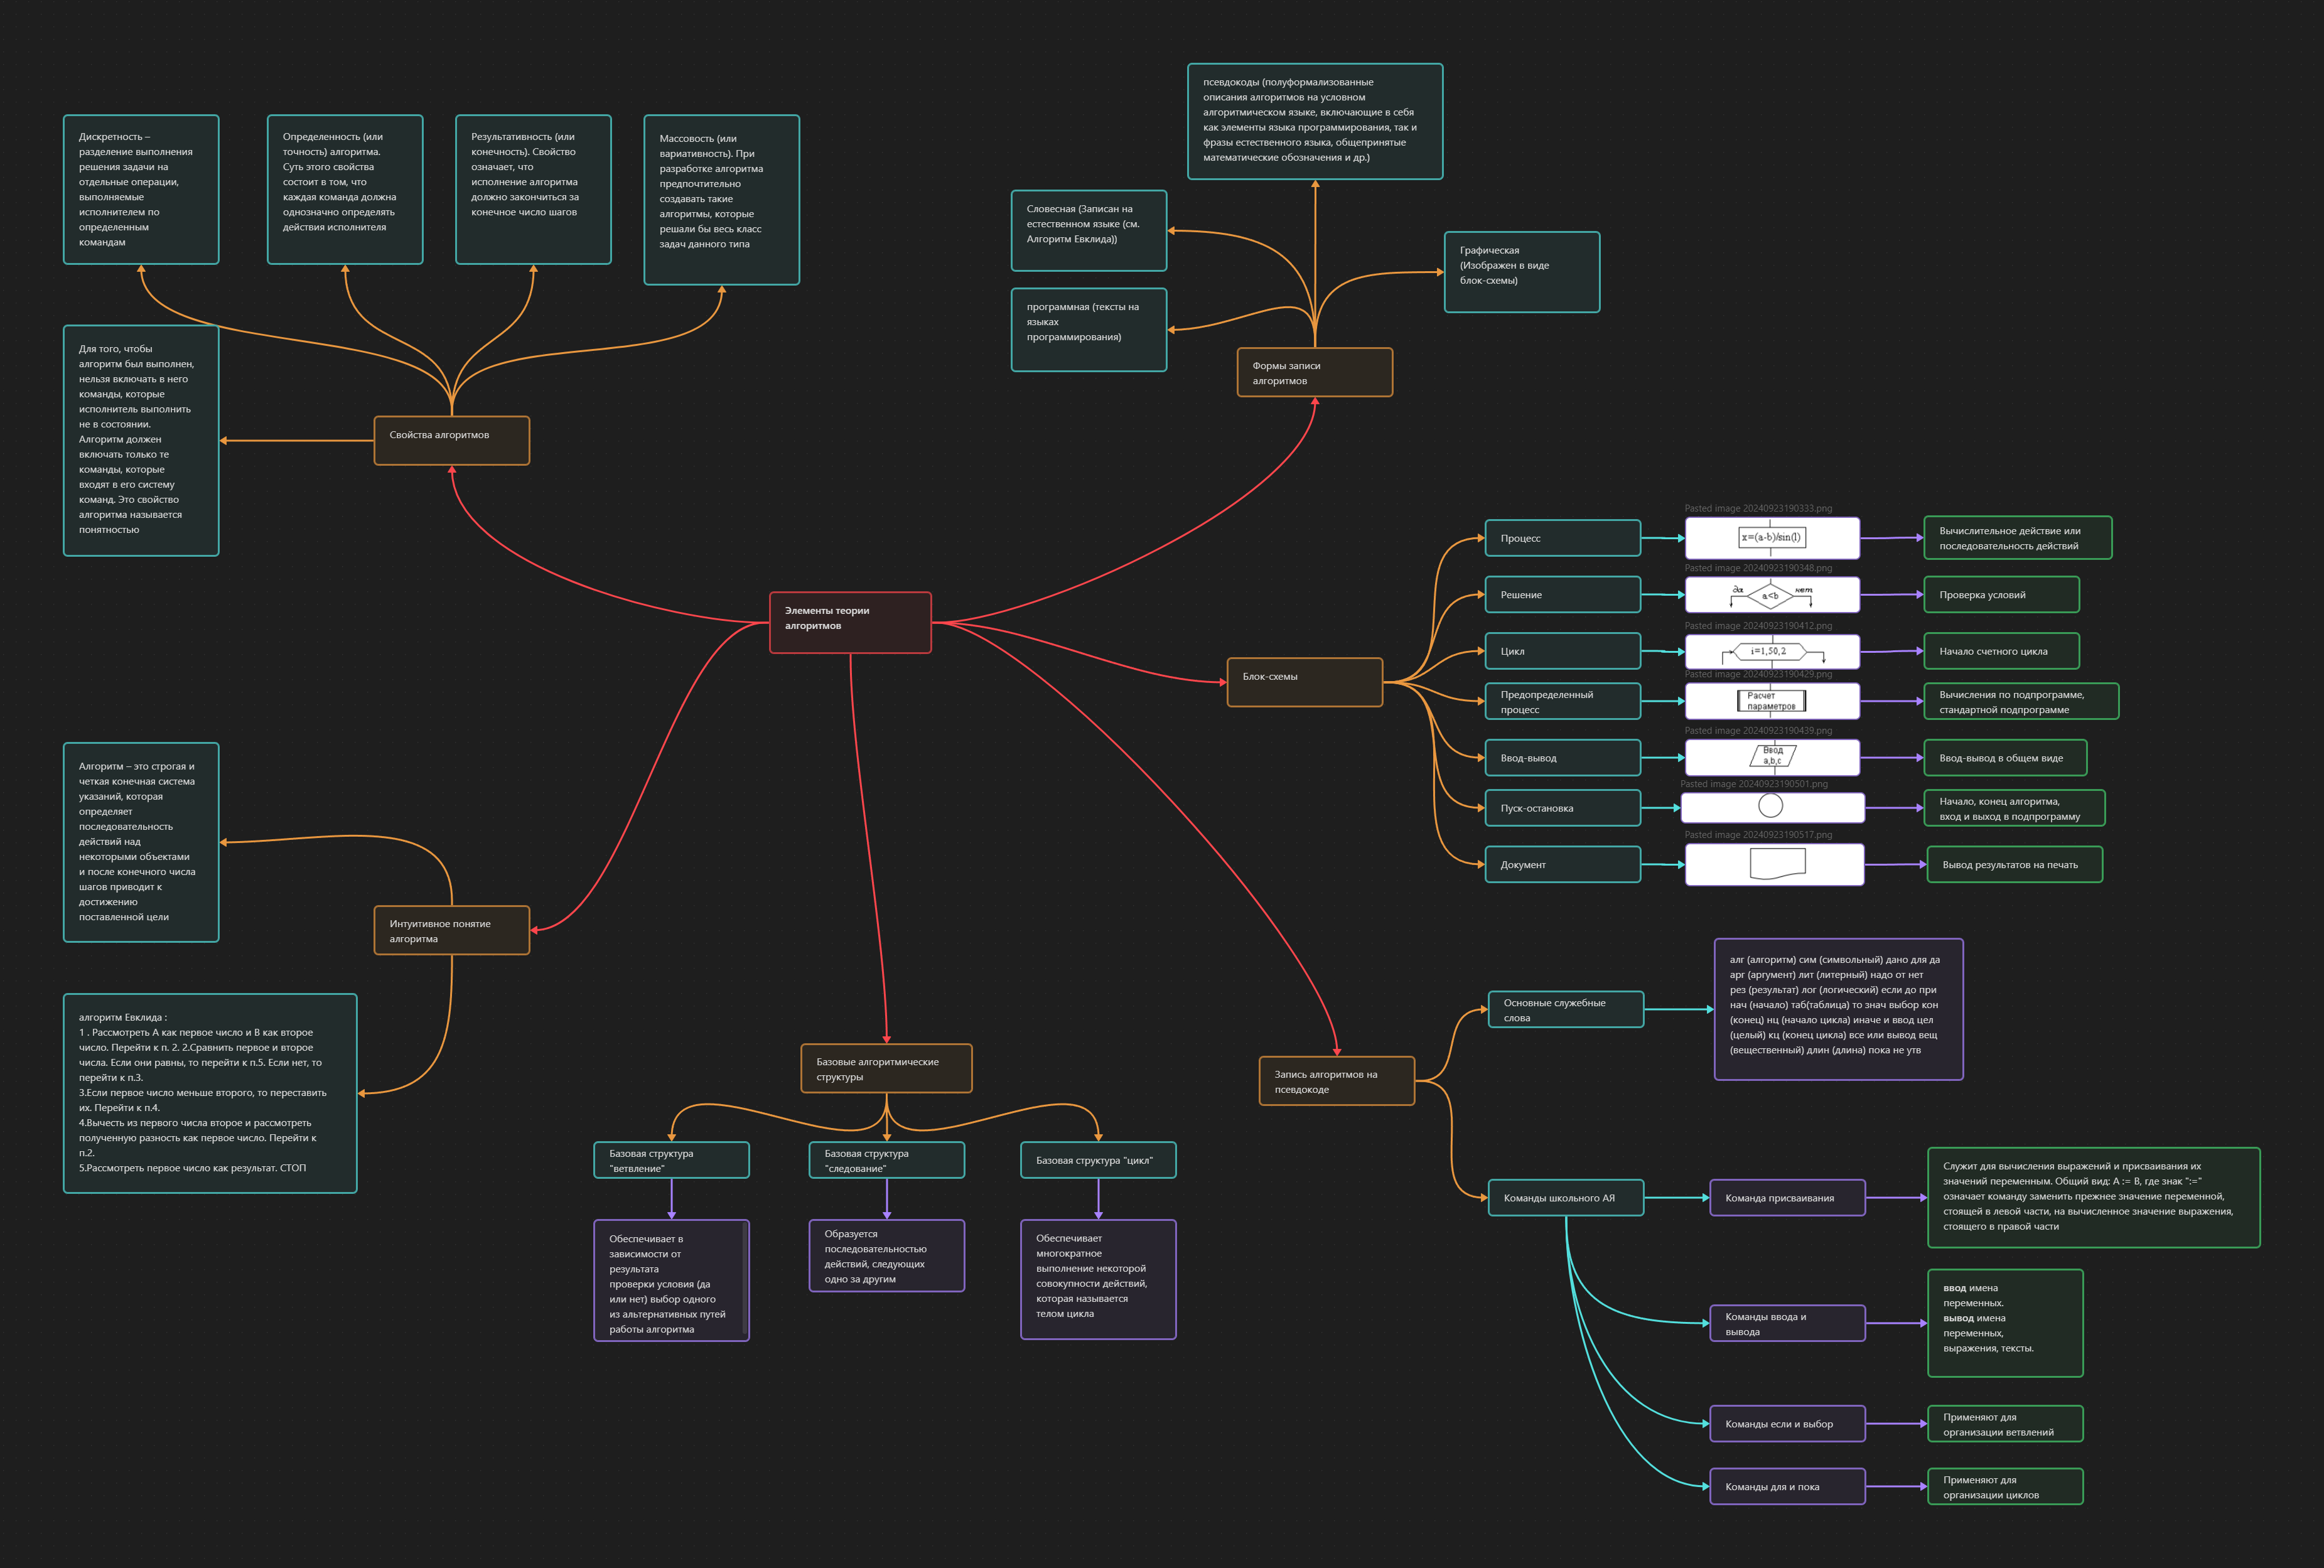 Дискретность –
разделение выполнения
решения задачи на
отдельные операции,
выполняемые
исполнителем по
определенным
командам
Определенность (или
точность) алгоритма.
Суть этого свойства
состоит в том, что
каждая команда должна
однозначно определять
действия исполнителя
Результативность (или
конечность). Свойство
означает, что
исполнение алгоритма
должно закончиться за
конечное число шагов
Массовость (или
вариативность). При
разработке алгоритма
предпочтительно
создавать такие
алгоритмы, которые
решали бы весь класс
задач данного типа
Для того, чтобы
алгоритм был выполнен,
нельзя включать в него
команды, которые
исполнитель выполнить
не в состоянии.
Алгоритм должен
включать только те
команды, которые
входят в его систему
команд. Это свойство
алгоритма называется
понятностью
Свойства алгоритмов
псевдокоды (полуформализованные
описания алгоритмов на условном
алгоритмическом языке, включающие в себя
как элементы языка программирования, так и
фразы естественного языка, общепринятые
математические обозначения и др.)
Словесная (Записан на
естественном языке (см.
Алгоритм Евклида))
программная (тексты на
языках
программирования)
Графическая
(Изображен в виде
блок-схемы)
Формы записи
алгоритмов
Элементы теории
алгоритмов
Блок-схемы
Процесс
Pasted image 20240923190333.png
x=(a-b)/sin(1)
Вычислительное действие или
последовательность действий
Решение
Pasted image 20240923190348.png
да
a<b
нет
Проверка условий
Цикл
Pasted image 20240923190412.png
i=1,50,2
Начало счетного цикла
Предопределенный
процесс
Pasted image 20240923190429.png
Расчет
параметров
Вычисления по подпрограмме,
стандартной подпрограмме
Ввод-вывод
Pasted image 20240923190439.png
Ввод
a,b,c
Ввод-вывод в общем виде
Пуск-остановка
Pasted image 20240923190501.png
Начало, конец алгоритма,
вход и выход в подпрограмму
Документ
Pasted image 20240923190517.png
Вывод результатов на печать
Алгоритм – это строгая и
четкая конечная система
указаний, которая
определяет
последовательность
действий над
некоторыми объектами
и после конечного числа
шагов приводит к
достижению
поставленной цели
Интуитивное понятие
алгоритма
алгоритм Евклида :
1 . Рассмотреть А как первое число и В как второе
число. Перейти к п. 2. 2.Сравнить первое и второе
числа. Если они равны, то перейти к п.5. Если нет, то
перейти к п.3.
3.Если первое число меньше второго, то переставить
их. Перейти к п.4.
4.Вычесть из первого числа второе и рассмотреть
полученную разность как первое число. Перейти к
п.2.
5.Рассмотреть первое число как результат. СТОП
Базовые алгоритмические
структуры
Базовая структура
"ветвление"
Базовая структура
"следование"
Базовая структура "цикл"
Обеспечивает в
зависимости от
результата
проверки условия (да
или нет) выбор одного
из альтернативных путей
работы алгоритма
Образуется
последовательностью
действий, следующих
одно за другим
Обеспечивает
многократное
выполнение некоторой
совокупности действий,
которая называется
телом цикла
Запись алгоритмов на
псевдокоде
Основные служебные
слова
алг (алгоритм) сим (символьный) дано для да
арг (аргумент) лит (литерный) надо от нет
рез (результат) лог (логический) если до при
нач (начало) таб(таблица) то знач выбор кон
(конец) нц (начало цикла) иначе и ввод цел
(целый) кц (конец цикла) все или вывод вещ
(вещественный) длин (длина) пока не утв
Команды школьного АЯ
Команда присваивания
Служит для вычисления выражений и присваивания их
значений переменным. Общий вид: А := В, где знак ":="
означает команду заменить прежнее значение переменной,
стоящей в левой части, на вычисленное значение выражения,
стоящего в правой части
Команды ввода и
вывода
ввод имена
переменных.
вывод имена
переменных,
выражения, тексты.
Команды если и выбор
Применяют для
организации ветвлений
Команды для и пока
Применяют для
организации циклов